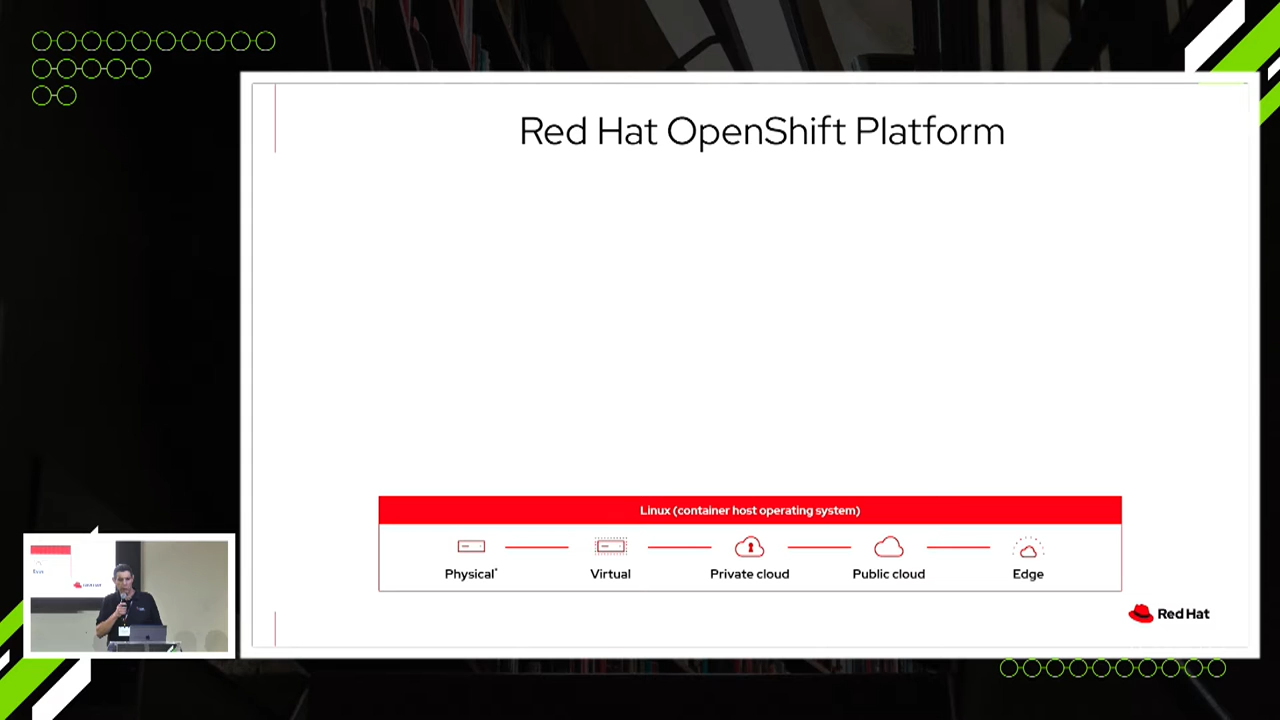 Red Hat OpenShift Platform
Linux (container host operating system)
Physical*
Virtual
Private cloud
Public cloud
Edge
Red Hat